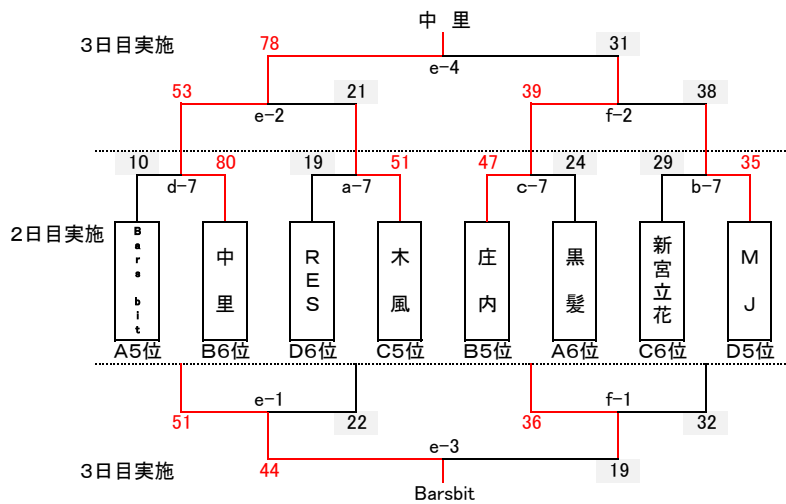 中 里
3日目実施
78
31
e-4
53
21
39
38
e-2
f-2
10
80
19
51
47
24
29
35
d-7
a-7
c-7
b-7
2日目実施
Bars bit
中里
RES
木風
庄内
黒髪
新宮立花
MJ
A5位
B6位
D6位
C5位
B5位
A6位
C6位
D5位
e-1
f-1
51
22
36
32
e-3
3日目実施
44
19
Barsbit